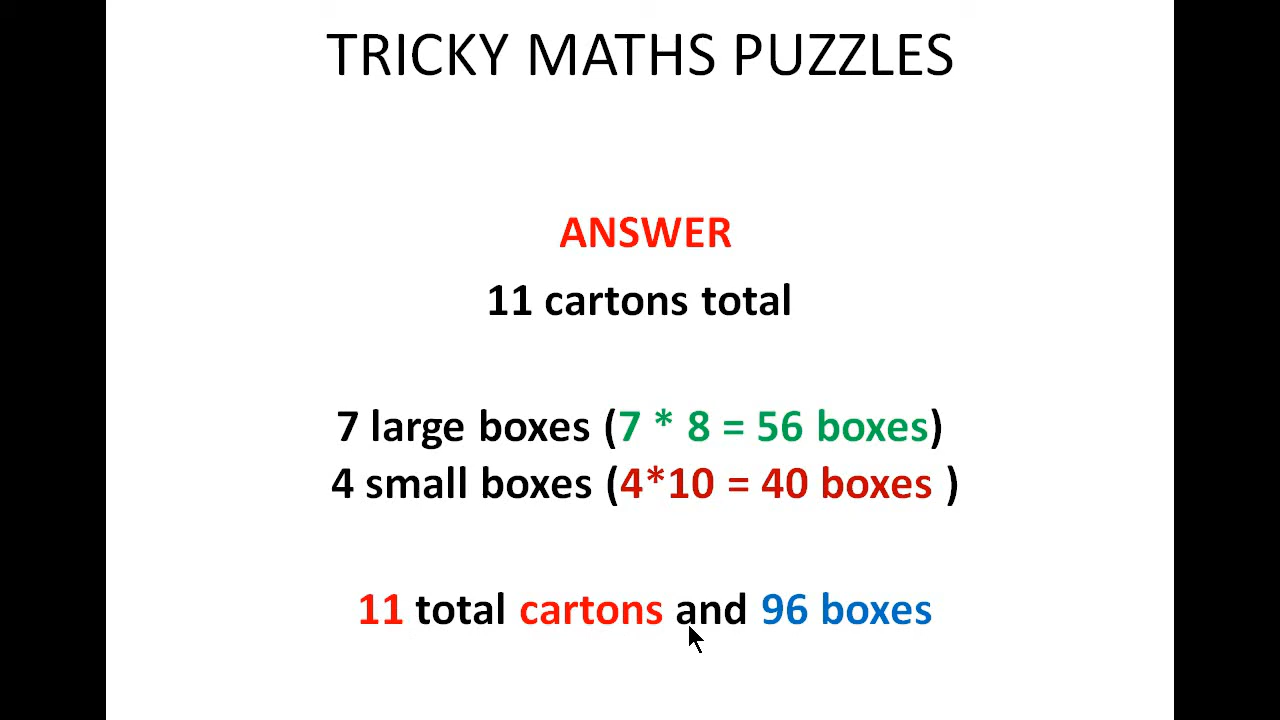 TRICKY MATHS PUZZLES
ANSWER
11 cartons total
7 large boxes (7 * 8 = 56 boxes)
4 small boxes (4*10 = 40 boxes )
11 total cartons and 96 boxes